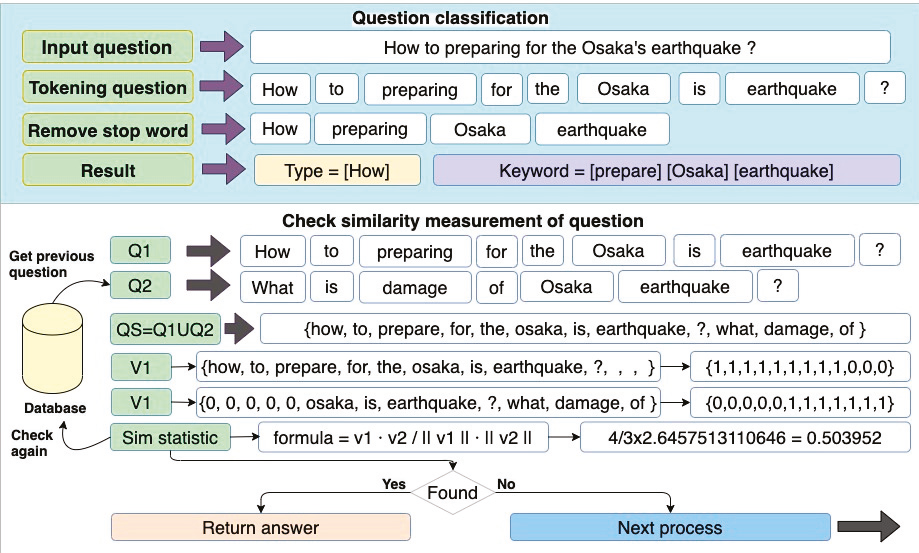 Question classification
Input question How to preparing for the Osaka's earthquake ?
Tokening question How to preparing for the Osaka is earthquake ?
Remove stop word How preparing Osaka earthquake
Result Type = [How] Keyword = [prepare] [Osaka] [earthquake]
Check similarity measurement of question
Get previous
question
Q1 How to preparing for the Osaka is earthquake ?
Q2 What is damage of Osaka earthquake ?
QS=Q1UQ2 {how, to, prepare, for, the, osaka, is, earthquake, ?, what, damage, of }
V1 {how, to, prepare, for, the, osaka, is, earthquake, ?, , , } {1,1,1,1,1,1,1,1,1,0,0,0}
V1 {0, 0, 0, 0, 0, osaka, is, earthquake, ?, what, damage, of } {0,0,0,0,0,1,1,1,1,1,1,1}
Database
Check
again
Sim statistic formula = v1 · v2 / || v1 || · || v2 || 4/3x2.6457513110646 = 0.503952
Yes Found No
Return answer Next process